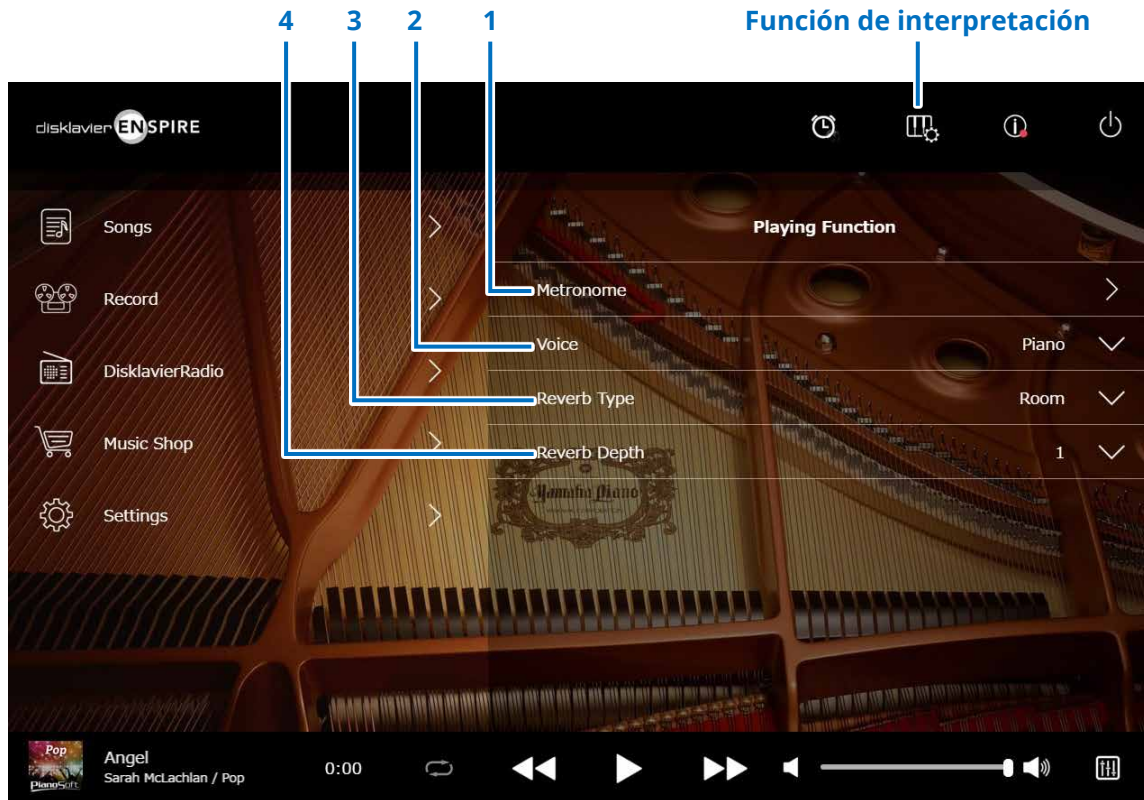 4 3 2 1 Función de interpretación
disklavier ENSPIRE
Songs
Record
DisklavierRadio
Music Shop
Settings
Playing Function
Metronome
Voice Piano
Reverb Type Room
Reverb Depth 1
Yamaha Piano
Pop
PianoSoft
Angel
Sarah McLachlan / Pop
0:00